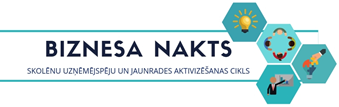 BIZNESA NAKTS
SKOLĒNU UZŅĒMĒJSPĒJU UN JAUNRADES AKTIVIZĒŠANAS CIKLS